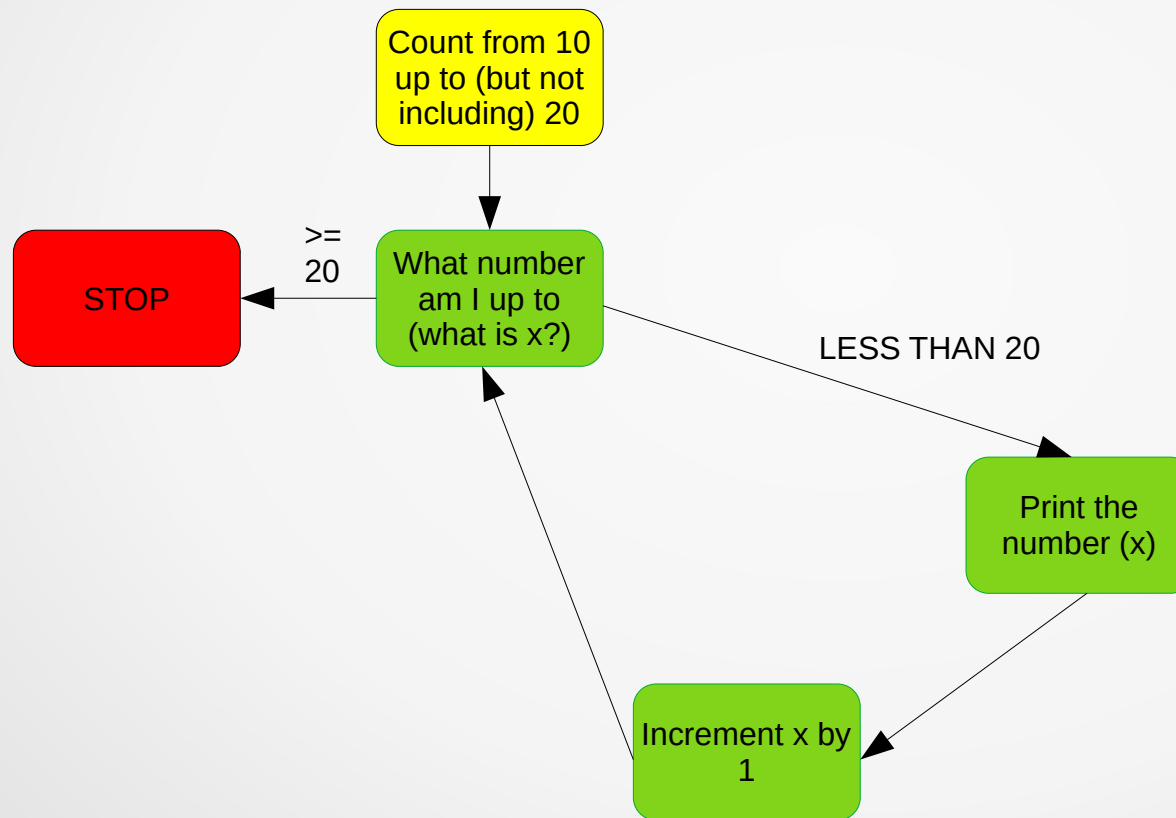 Count from 10
up to (but not
including) 20
>=
20
STOP
What number
am I up to
(what is x?)
LESS THAN 20
Print the
number (x)
Increment x by
1